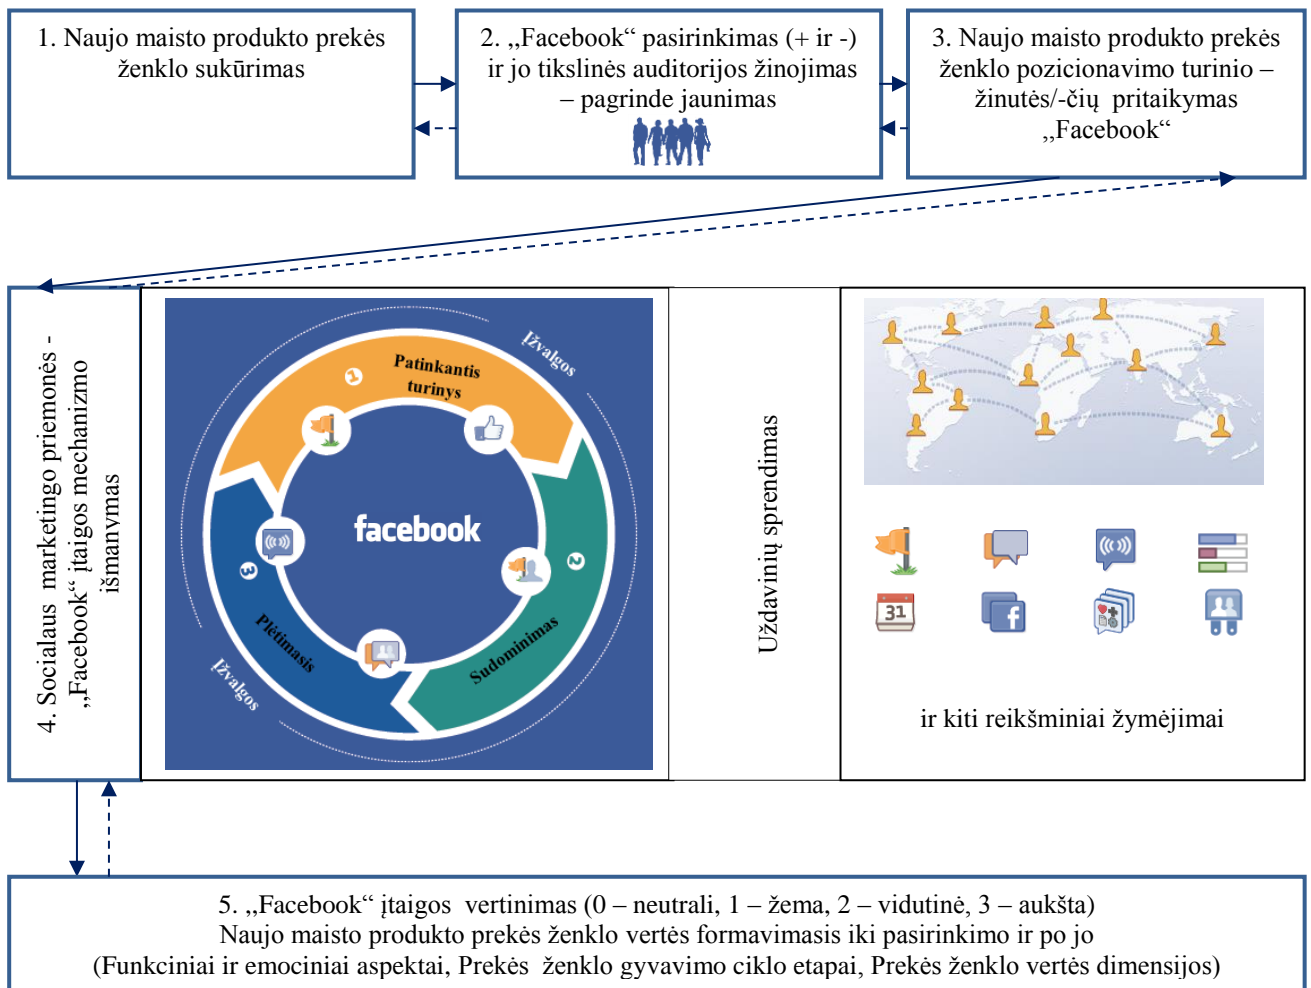 1. Naujo maisto produkto prekės
ženklo sukūrimas
2. „Facebook“ pasirinkimas (+ ir -)
ir jo tikslinės auditorijos žinojimas
– pagrinde jaunimas
3. Naujo maisto produkto prekės
ženklo pozicionavimo turinio –
žinutės/-čių pritaikymas
„Facebook“
4. Socialaus marketingo priemonės -
„Facebook“ įtaigos mechanizmo
išmanymas
Įžvalgos
1
Patinkantis
turinys
facebook
2
Sudominimas
3
Plėtimasis
Įžvalgos
Uždavinių sprendimas
31
f
ir kiti reikšminiai žymėjimai
5. „Facebook“ įtaigos vertinimas (0 – neutrali, 1 – žema, 2 – vidutinė, 3 – aukšta)
Naujo maisto produkto prekės ženklo vertės formavimasis iki pasirinkimo ir po jo
(Funkciniai ir emociniai aspektai, Prekės ženklo gyvavimo ciklo etapai, Prekės ženklo vertės dimensijos)